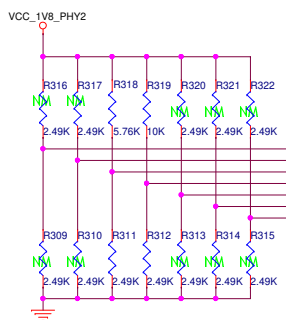 VCC_1V8_PHY2
R316 R317 R318 R319 R320 R321 R322
NM NM NM NM NM
2.49K 2.49K 5.76K 10K 2.49K 2.49K 2.49K
R309 R310 R311 R312 R313 R314 R315
NM NM NM NM NM
2.49K 2.49K 2.49K 2.49K 2.49K 2.49K 2.49K